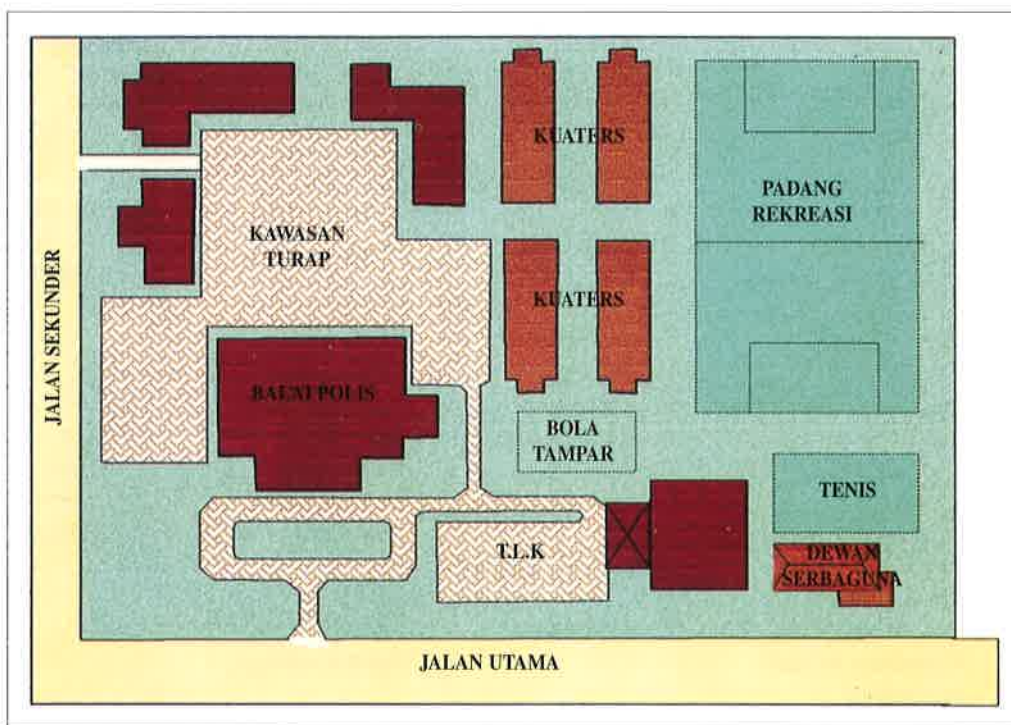 KUATERS
PADANG
REKREASI
KAWASAN
TURAP
KUATERS
JALAN SEKUNDER
BALAI POLIS
BOLA
TAMPAR
TENIS
T.L.K
DEWAN
SERBAGUNA
JALAN UTAMA